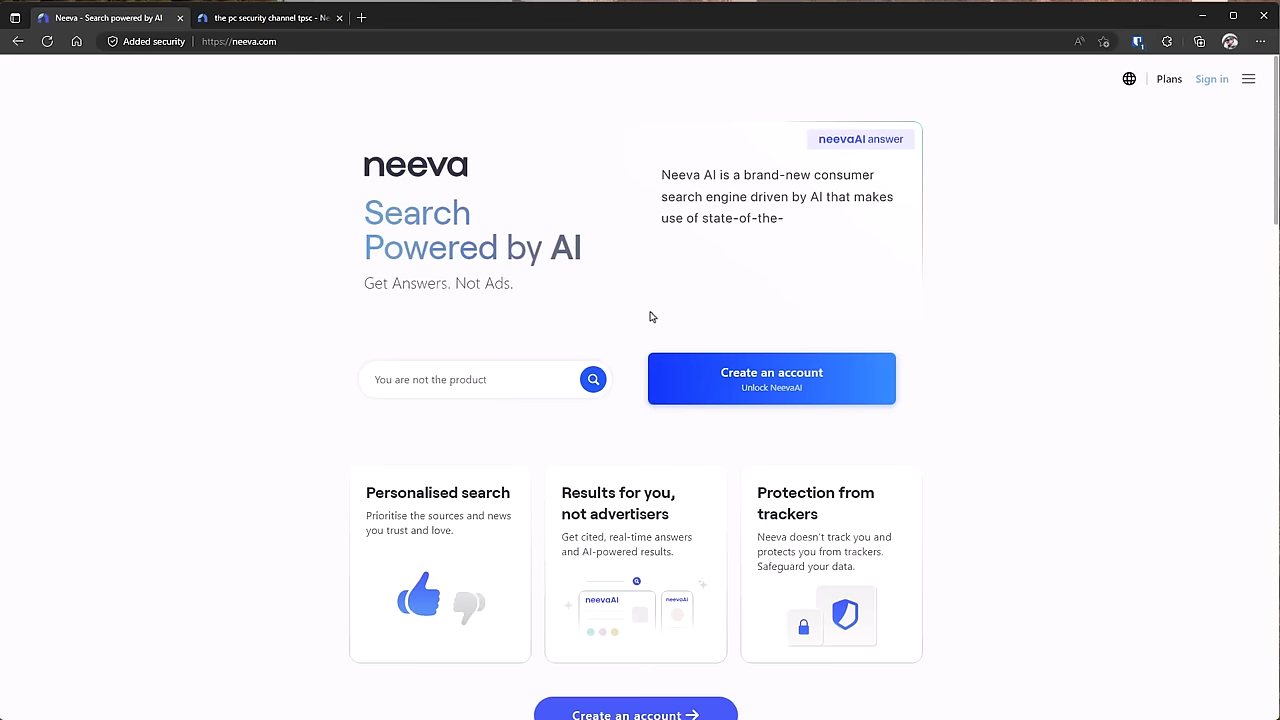 Neeva - Search powered by AI
the pc security channel tpsc - Ne
Added security
https://neeva.com
Plans
Sign in
neeva
Search
Powered by AI
Get Answers. Not Ads.
neevaAI answer
Neeva AI is a brand-new consumer
search engine driven by AI that makes
use of state-of-the-
You are not the product
Create an account
Unlock NeevaAI
Personalised search
Prioritise the sources and news
you trust and love.
Results for you,
not advertisers
Get cited, real-time answers
and AI-powered results.
neevaAI
neevaAI
Protection from
trackers
Neeva doesn't track you and
protects you from trackers.
Safeguard your data.
Create an account